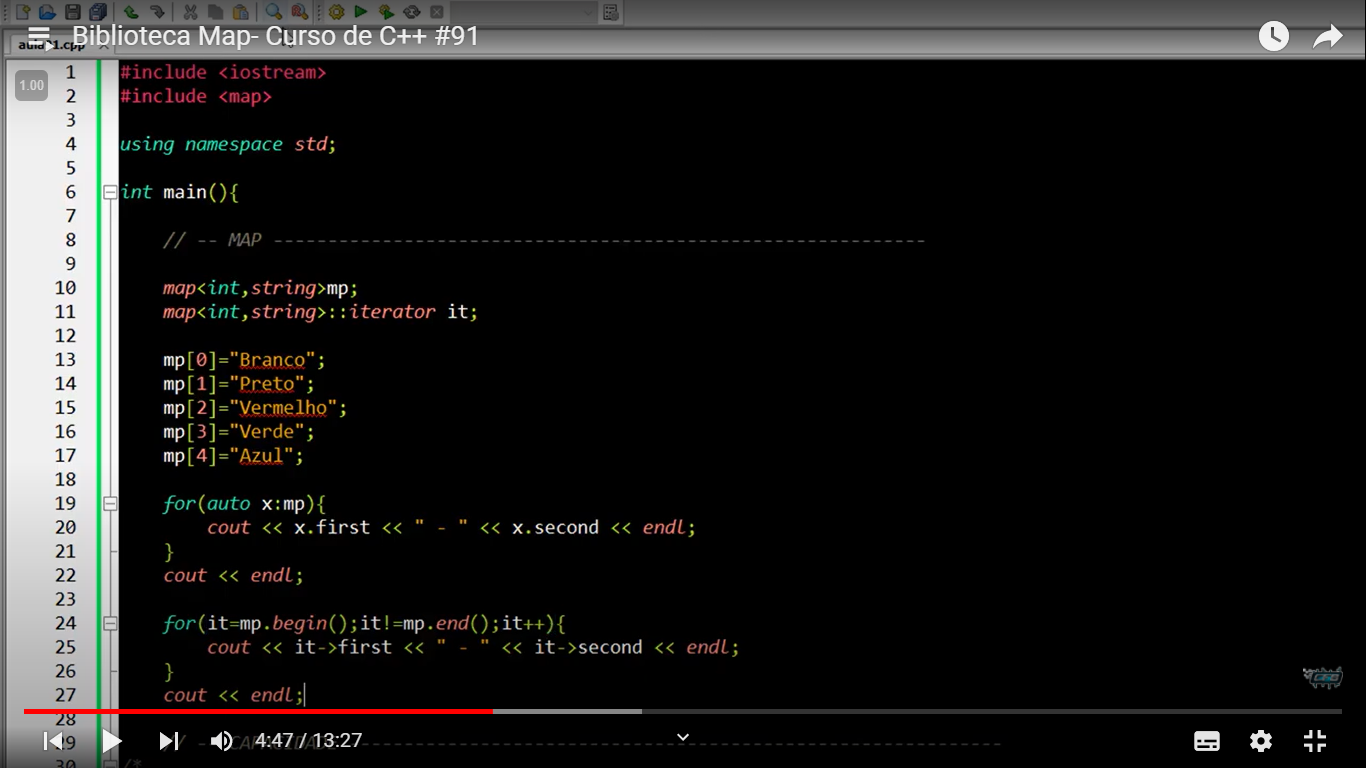 Biblioteca Map- Curso de C++ #91
1.00
1 #include <iostream>
2 #include <map>
3
4 using namespace std;
5
6 int main(){
7
8 // -- MAP ------------------------------------------------------------
9
10 map<int,string>mp;
11 map<int,string>::iterator it;
12
13 mp[0]="Branco";
14 mp[1]="Preto";
15 mp[2]="Vermelho";
16 mp[3]="Verde";
17 mp[4]="Azul";
18
19 for(auto x:mp){
20 cout << x.first << " - " << x.second << endl;
21 }
22 cout << endl;
23
24 for(it=mp.begin();it!=mp.end();it++){
25 cout << it->first << " - " << it->second << endl;
26 }
27 cout << endl;
28
29
30 /*
4:47 / 13:27